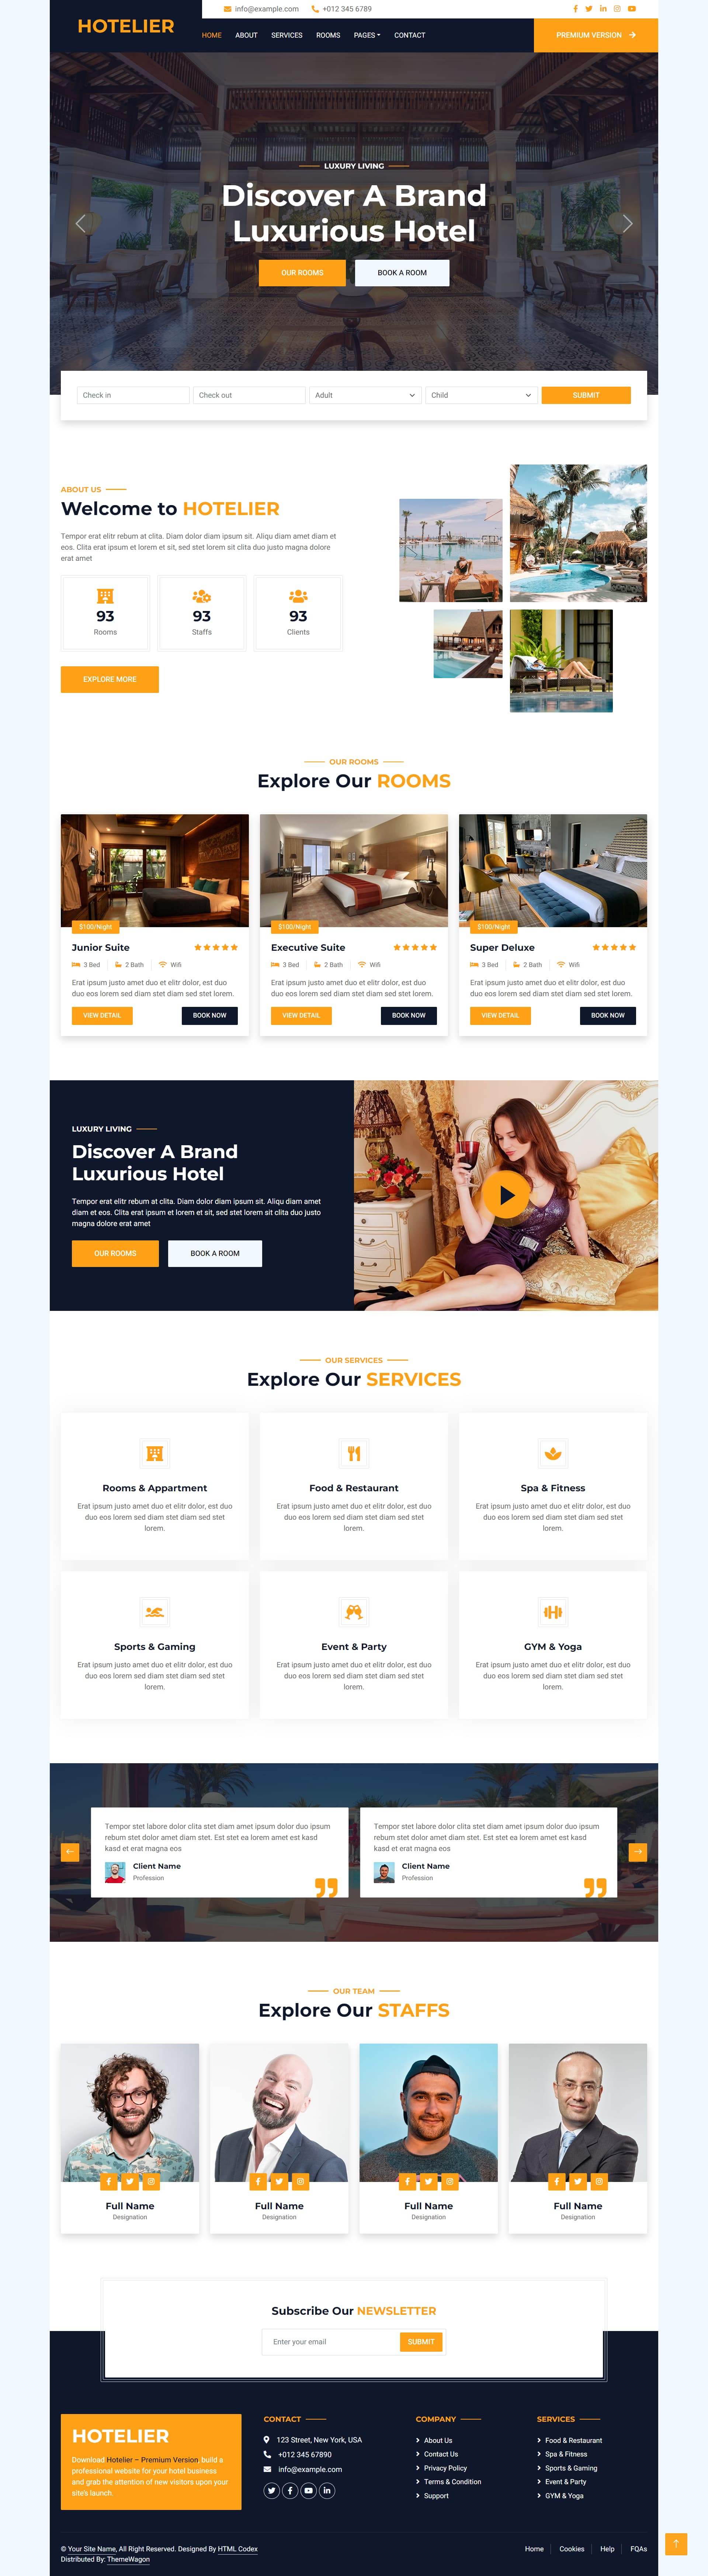 HOTELIER
info@example.com
+012 345 6789
HOME ABOUT SERVICES ROOMS PAGES CONTACT
PREMIUM VERSION
LUXURY LIVING
Discover A Brand
Luxurious Hotel
OUR ROOMS
BOOK A ROOM
Check in
Check out
Adult
Child
SUBMIT
ABOUT US
Welcome to HOTELIER
Tempor erat elitr rebum at clita. Diam dolor diam ipsum sit. Aliqu diam amet diam et
eos. Clita erat ipsum et lorem et sit, sed stet lorem sit clita duo justo magna dolore
erat amet
93
Rooms
93
Staffs
93
Clients
EXPLORE MORE
OUR ROOMS
Explore Our ROOMS
$100/Night
Junior Suite
3 Bed
2 Bath
Wifi
Erat ipsum justo amet duo et elitr dolor, est duo
duo eos lorem sed diam stet diam sed stet lorem.
VIEW DETAIL
BOOK NOW
$100/Night
Executive Suite
3 Bed
2 Bath
Wifi
Erat ipsum justo amet duo et elitr dolor, est duo
duo eos lorem sed diam stet diam sed stet lorem.
VIEW DETAIL
BOOK NOW
$100/Night
Super Deluxe
3 Bed
2 Bath
Wifi
Erat ipsum justo amet duo et elitr dolor, est duo
duo eos lorem sed diam stet diam sed stet lorem.
VIEW DETAIL
BOOK NOW
LUXURY LIVING
Discover A Brand
Luxurious Hotel
Tempor erat elitr rebum at clita. Diam dolor diam ipsum sit. Aliqu diam amet
diam et eos. Clita erat ipsum et lorem et sit, sed stet lorem sit clita duo justo
magna dolore erat amet
OUR ROOMS
BOOK A ROOM
OUR SERVICES
Explore Our SERVICES
Rooms & Appartment
Erat ipsum justo amet duo et elitr dolor, est duo
duo eos lorem sed diam stet diam sed stet
lorem.
Food & Restaurant
Erat ipsum justo amet duo et elitr dolor, est duo
duo eos lorem sed diam stet diam sed stet
lorem.
Spa & Fitness
Erat ipsum justo amet duo et elitr dolor, est duo
duo eos lorem sed diam stet diam sed stet
lorem.
Sports & Gaming
Erat ipsum justo amet duo et elitr dolor, est duo
duo eos lorem sed diam stet diam sed stet
lorem.
Event & Party
Erat ipsum justo amet duo et elitr dolor, est duo
duo eos lorem sed diam stet diam sed stet
lorem.
GYM & Yoga
Erat ipsum justo amet duo et elitr dolor, est duo
duo eos lorem sed diam stet diam sed stet
lorem.
Tempor stet labore dolor clita stet diam amet ipsum dolor duo ipsum
rebum stet dolor amet diam stet. Est stet ea lorem amet est kasd
kasd et erat magna eos
Client Name
Profession
Tempor stet labore dolor clita stet diam amet ipsum dolor duo ipsum
rebum stet dolor amet diam stet. Est stet ea lorem amet est kasd
kasd et erat magna eos
Client Name
Profession
OUR TEAM
Explore Our STAFFS
Full Name
Designation
Full Name
Designation
Full Name
Designation
Full Name
Designation
Subscribe Our NEWSLETTER
Enter your email
SUBMIT
HOTELIER
Download Hotelier – Premium Version, build a
professional website for your hotel business
and grab the attention of new visitors upon your
site's launch.
CONTACT
123 Street, New York, USA
+012 345 67890
info@example.com
COMPANY
About Us
Contact Us
Privacy Policy
Terms & Condition
Support
SERVICES
Food & Restaurant
Spa & Fitness
Sports & Gaming
Event & Party
GYM & Yoga
© Your Site Name, All Right Reserved. Designed By HTML Codex
Distributed By: ThemeWagon
Home
Cookies
Help
FQAs